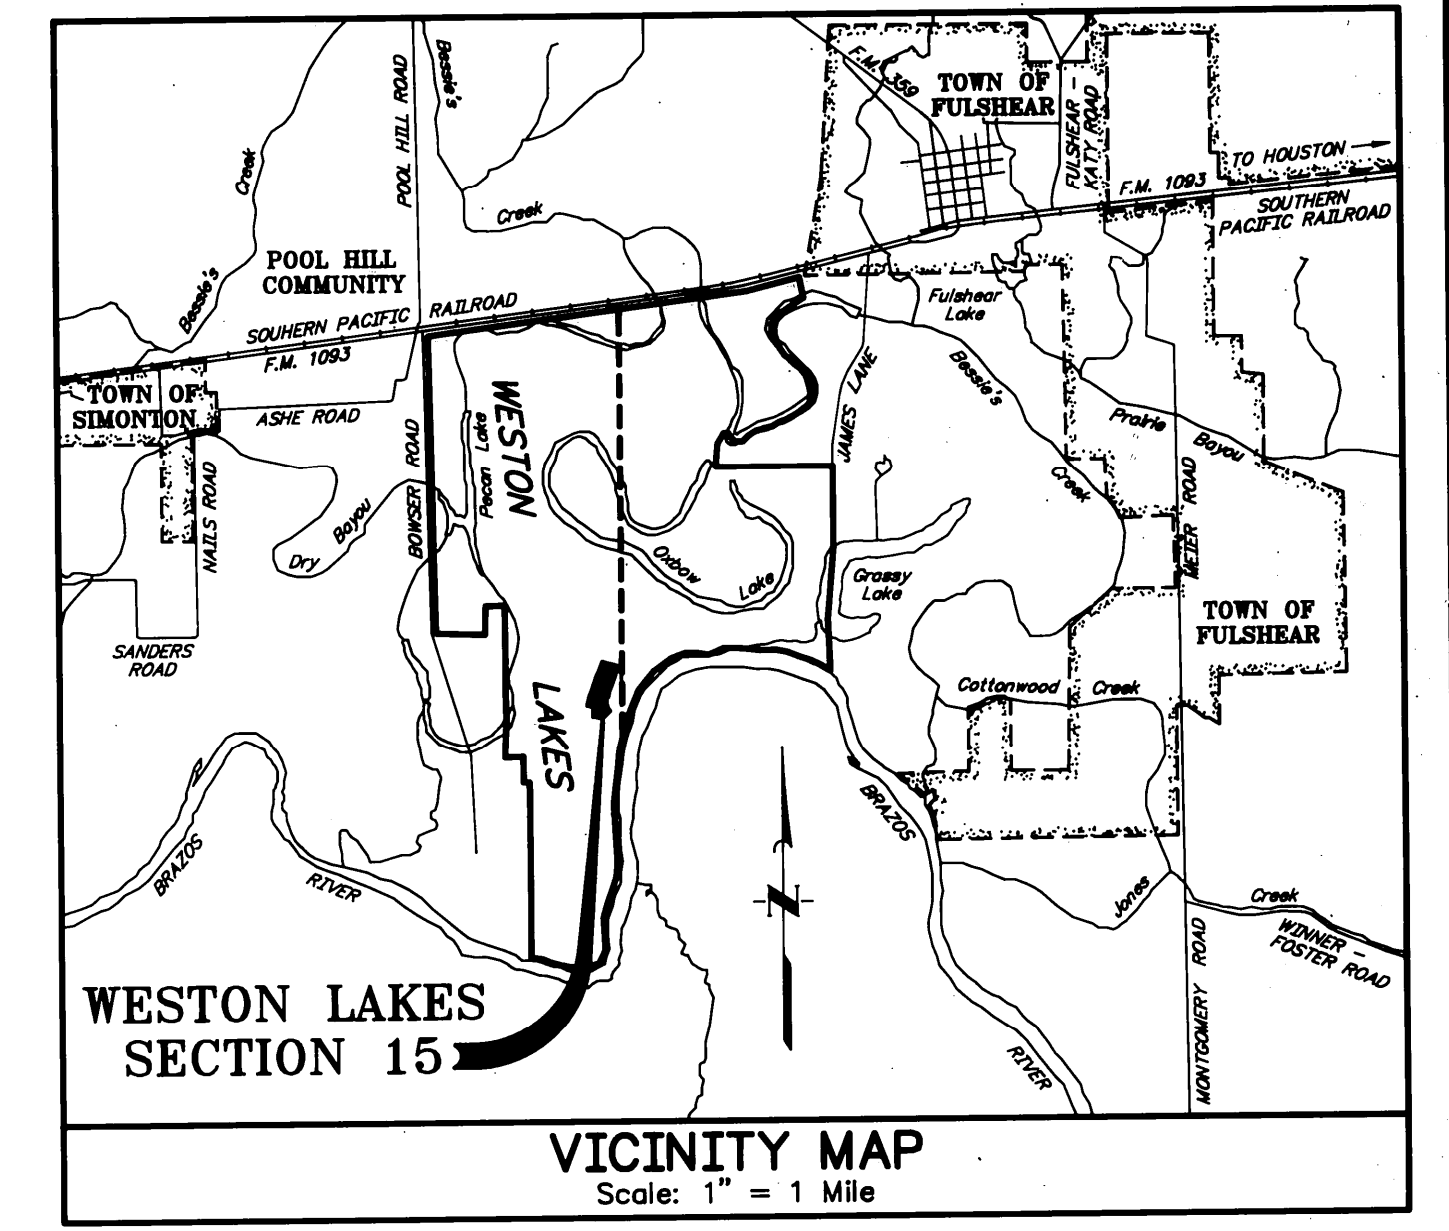 Bessie's
POOL HILL ROAD
F.M. 359
TOWN OF
FULSHEAR
FULSHEAR -
KATY ROAD
TO HOUSTON
F.M. 1093
SOUTHERN
PACIFIC RAILROAD
Creek
Creek
Bessie's
POOL HILL
COMMUNITY
SOUHERN PACIFIC RAILROAD
F.M. 1093
Fulshear
Lake
TOWN OF
SIMONTON
ASHE ROAD
BOWSER ROAD
Pecan Lake
WESTON
LAKES
JAMES LANE
Bessie's
Creek
Prairie Bayou
NAILS ROAD
Dry Bayou
Oxbow Lake
Grassy
Lake
MEIER ROAD
TOWN OF
FULSHEAR
SANDERS
ROAD
Cottonwood Creek
BRAZOS
RIVER
BRAZOS
RIVER
N
Jones Creek
WINNER -
FOSTER ROAD
MONTGOMERY ROAD
WESTON LAKES
SECTION 15
VICINITY MAP
Scale: 1" = 1 Mile